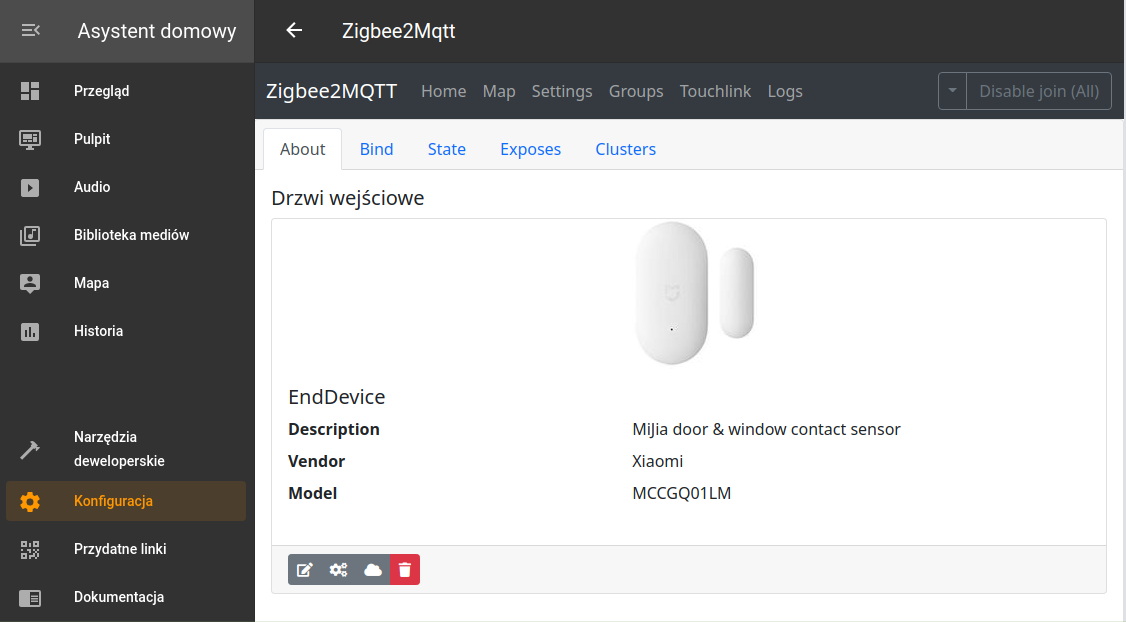 Asystent domowy
Zigbee2Mqtt
Przegląd
Pulpit
Audio
Biblioteka mediów
Mapa
Historia
Narzędzia
deweloperskie
Konfiguracja
Przydatne linki
Dokumentacja
Zigbee2MQTT Home Map Settings Groups Touchlink Logs Disable join (All)
About Bind State Exposes Clusters
Drzwi wejściowe
EndDevice
Description MiJia door & window contact sensor
Vendor Xiaomi
Model MCCGQ01LM